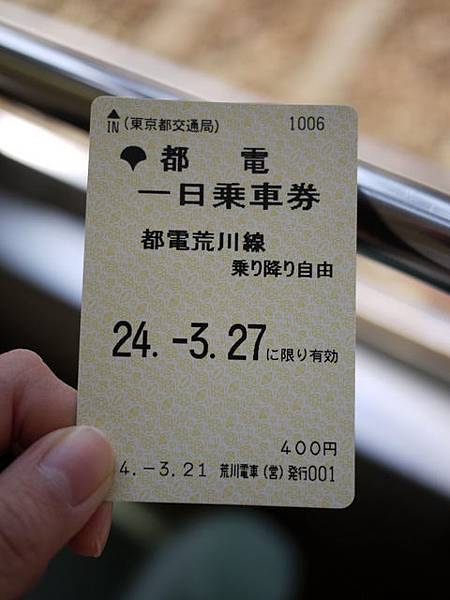 ▲IN (東京都交通局) 1006
都電
一日乗車券
都電荒川線
乗り降り自由
24.-3.27に限り有効
400円
4.-3.21 荒川電車(営)発行001